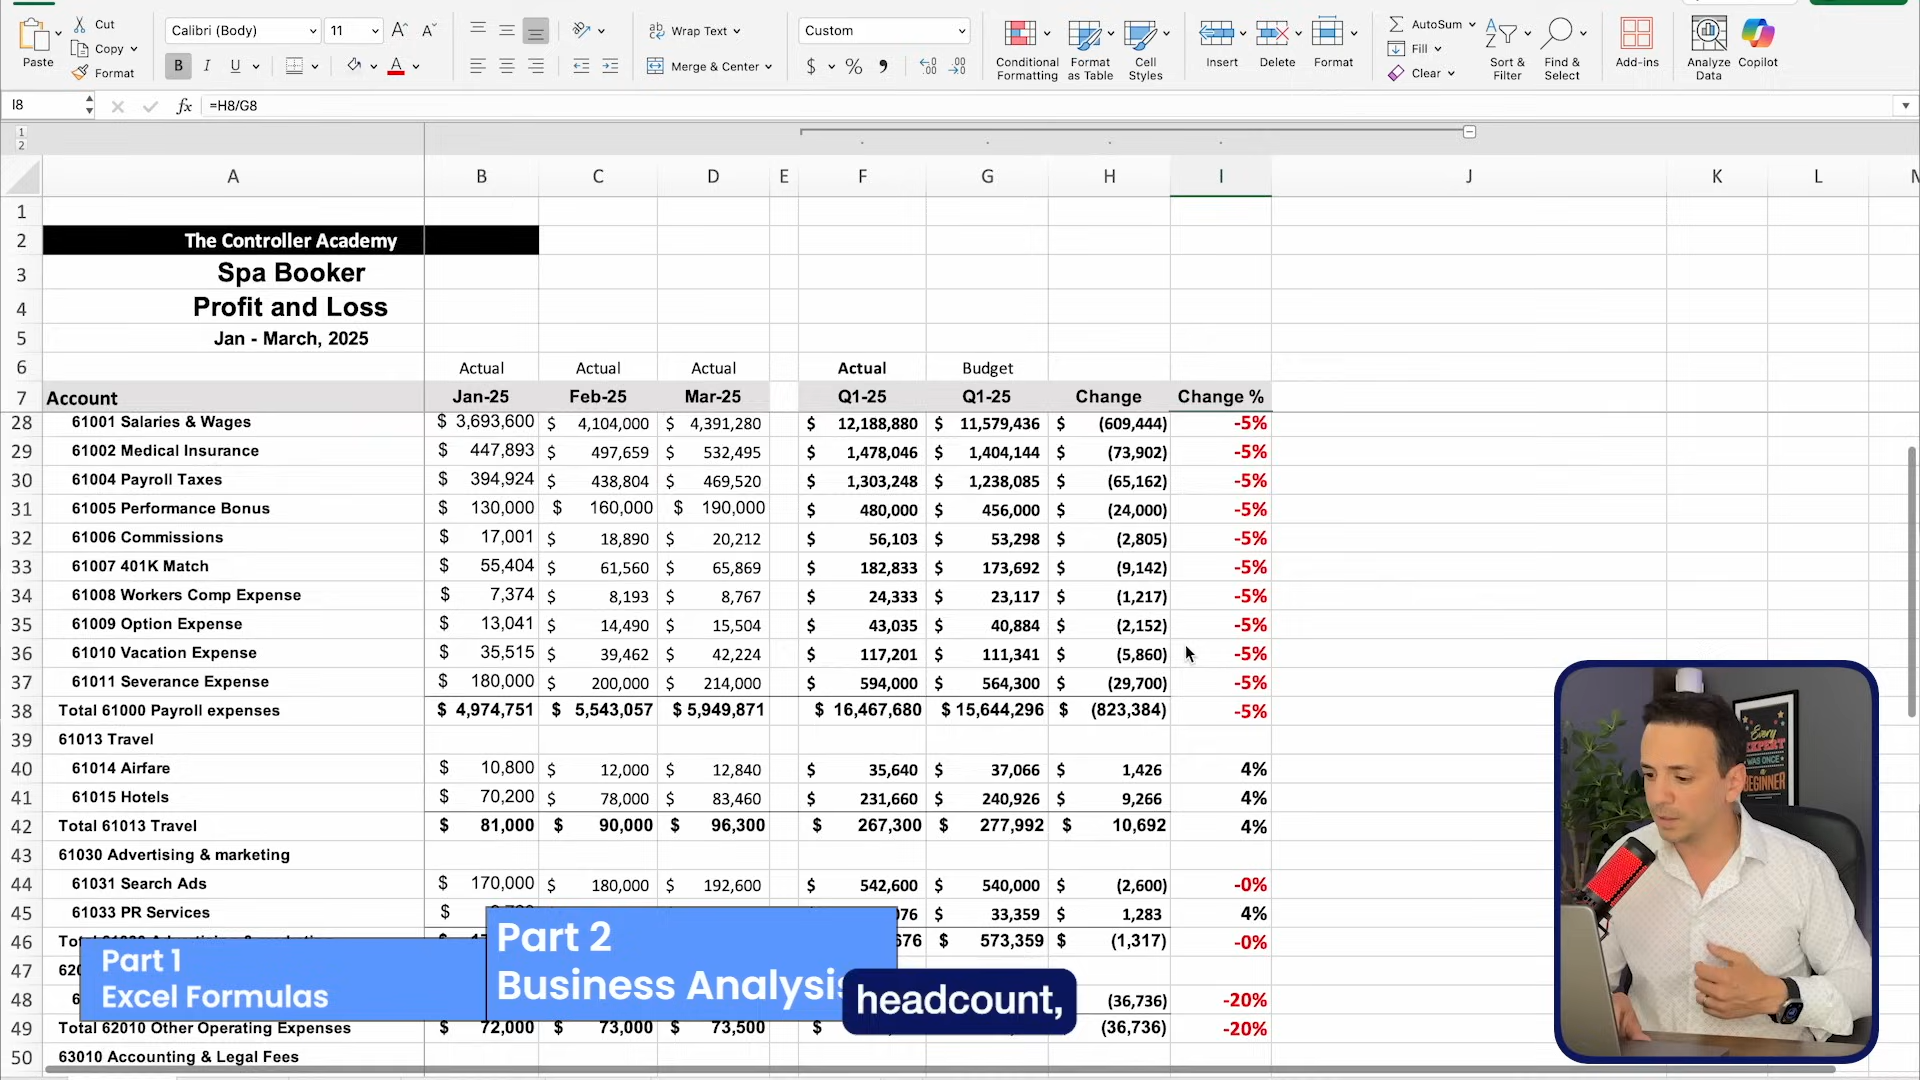 Cut
Copy
Format
Paste
Calibri (Body) 11
B I U
Wrap Text
Merge & Center
Custom
$ % 9
Conditional Formatting
Format as Table
Cell Styles
Insert
Delete
Format
AutoSum
Fill
Clear
Sort & Filter
Find & Select
Add-ins
Analyze Data
Copilot
I8 fx =H8/G8
1
2
A B C D E F G H I J K L
1
2 The Controller Academy
3 Spa Booker
4 Profit and Loss
5 Jan - March, 2025
6 Actual Actual Actual Actual Budget
7 Account Jan-25 Feb-25 Mar-25 Q1-25 Q1-25 Change Change %
28 61001 Salaries & Wages $ 3,693,600 $ 4,104,000 $ 4,391,280 $ 12,188,880 $ 11,579,436 $ (609,444) -5%
29 61002 Medical Insurance $ 447,893 $ 497,659 $ 532,495 $ 1,478,046 $ 1,404,144 $ (73,902) -5%
30 61004 Payroll Taxes $ 394,924 $ 438,804 $ 469,520 $ 1,303,248 $ 1,238,085 $ (65,162) -5%
31 61005 Performance Bonus $ 130,000 $ 160,000 $ 190,000 $ 480,000 $ 456,000 $ (24,000) -5%
32 61006 Commissions $ 17,001 $ 18,890 $ 20,212 $ 56,103 $ 53,298 $ (2,805) -5%
33 61007 401K Match $ 55,404 $ 61,560 $ 65,869 $ 182,833 $ 173,692 $ (9,142) -5%
34 61008 Workers Comp Expense $ 7,374 $ 8,193 $ 8,767 $ 24,333 $ 23,117 $ (1,217) -5%
35 61009 Option Expense $ 13,041 $ 14,490 $ 15,504 $ 43,035 $ 40,884 $ (2,152) -5%
36 61010 Vacation Expense $ 35,515 $ 39,462 $ 42,224 $ 117,201 $ 111,341 $ (5,860) -5%
37 61011 Severance Expense $ 180,000 $ 200,000 $ 214,000 $ 594,000 $ 564,300 $ (29,700) -5%
38 Total 61000 Payroll expenses $ 4,974,751 $ 5,543,057 $ 5,949,871 $ 16,467,680 $ 15,644,296 $ (823,384) -5%
39 61013 Travel
40 61014 Airfare $ 10,800 $ 12,000 $ 12,840 $ 35,640 $ 37,066 $ 1,426 4%
41 61015 Hotels $ 70,200 $ 78,000 $ 83,460 $ 231,660 $ 240,926 $ 9,266 4%
42 Total 61013 Travel $ 81,000 $ 90,000 $ 96,300 $ 267,300 $ 277,992 $ 10,692 4%
43 61030 Advertising & marketing
44 61031 Search Ads $ 170,000 $ 180,000 $ 192,600 $ 542,600 $ 540,000 $ (2,600) -0%
45 61033 PR Services $ 076 $ 33,359 $ 1,283 4%
46 676 $ 573,359 $ (1,317) -0%
47 620
48 6 (36,736) -20%
49 Total 62010 Other Operating Expenses $ 72,000 $ 73,000 $ 73,500 $ (36,736) -20%
50 63010 Accounting & Legal Fees
Part 1
Excel Formulas
Part 2
Business Analysis
headcount,
Every
EXPERT
WAS ONCE
A
BEGINNER